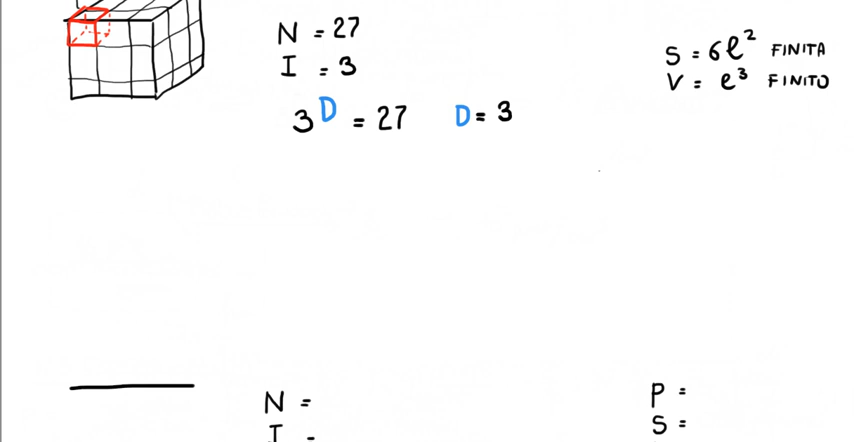 N = 27
I = 3
3^D = 27 D = 3
S = 6l² FINITA
V = l³ FINITO
N =
I =
P =
S =